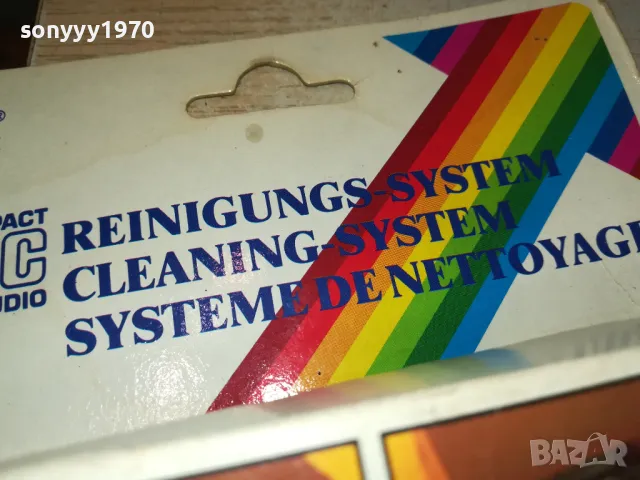 sonyyy1970
®
PACT
REINIGUNGS-SYSTEM
C
CLEANING-SYSTEM
UDIO
SYSTEME DE NETTOYAGE
BAZAR